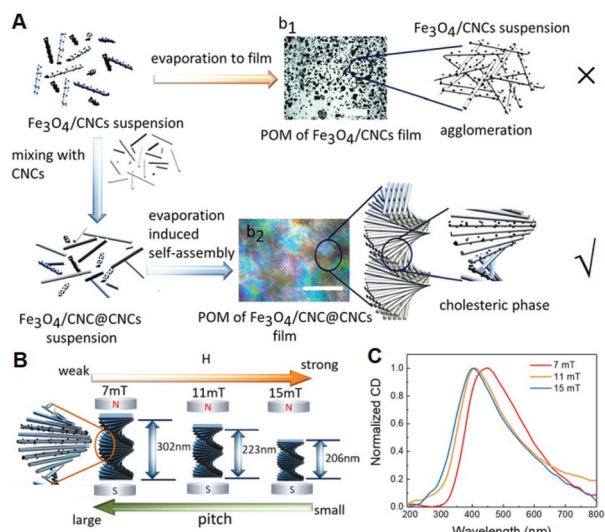 A
evaporation to film
b1
Fe3O4/CNCs suspension
Fe3O4/CNCs suspension
POM of Fe3O4/CNCs film
agglomeration
mixing with
CNCs
evaporation
induced
self-assembly
b2
cholesteric phase
Fe3O4/CNC@CNCs
suspension
POM of Fe3O4/CNC@CNCs
film
B
weak
H
strong
7mT
11mT
15mT
N
N
N
302nm
223nm
206nm
S
S
S
large
pitch
small
C
Normalized CD
1.0
0.8
0.6
0.4
0.2
0.0
7 mT
11 mT
15 mT
200 300 400 500 600 700 800
Wavelength (nm)